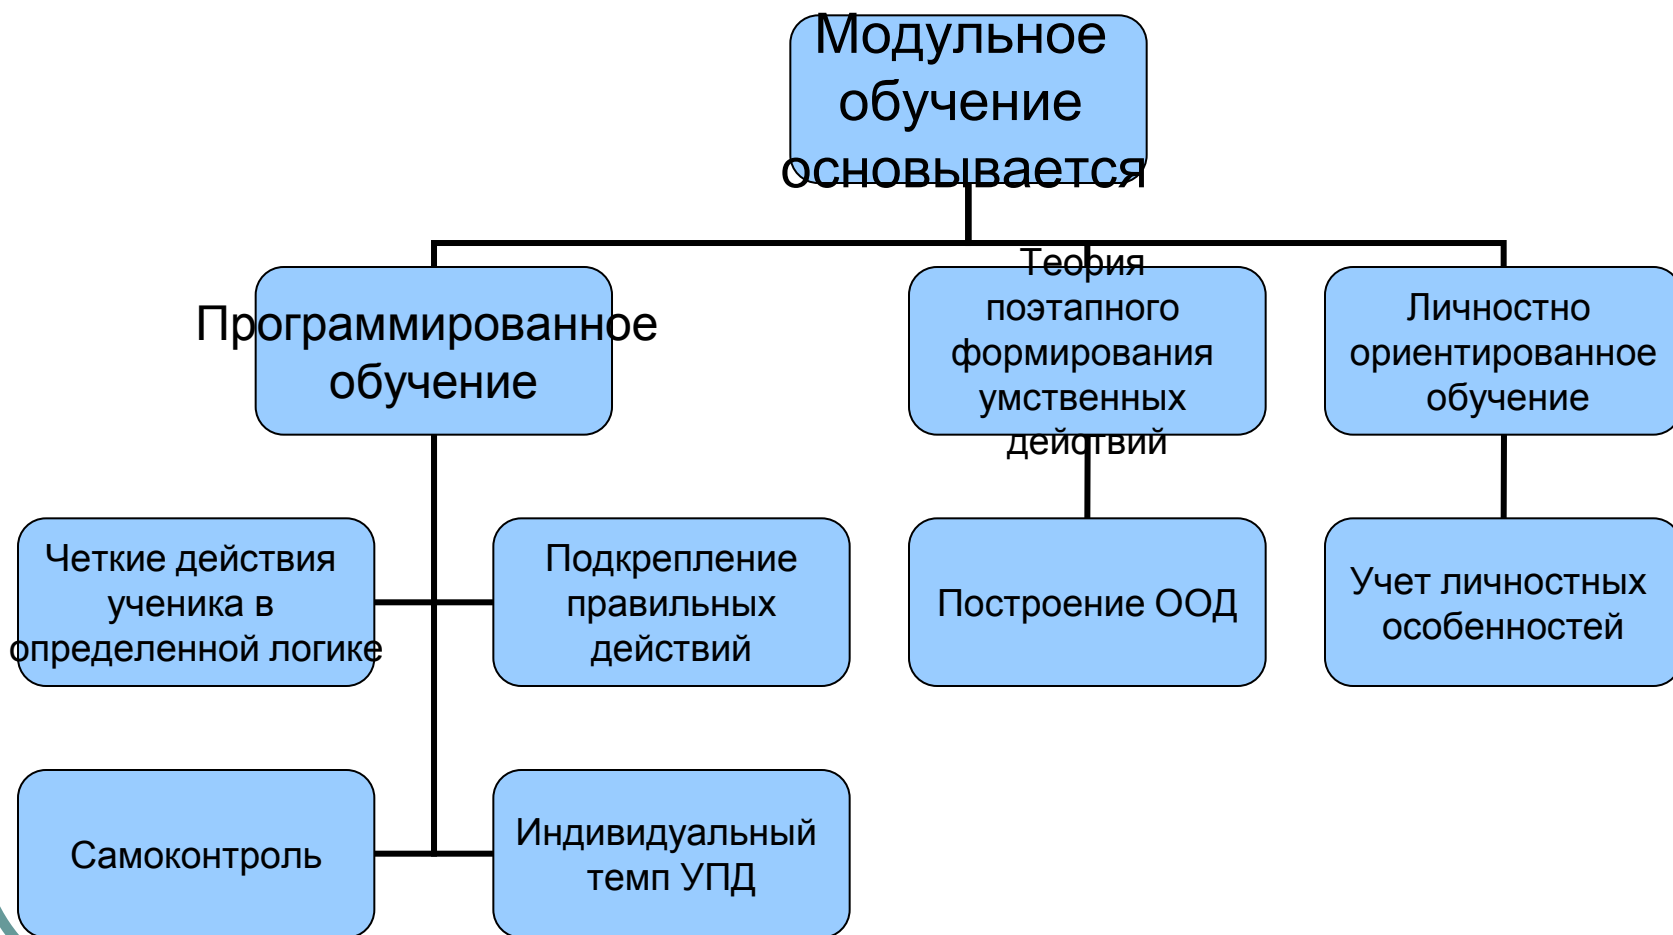 Модульное
обучение
основывается
Программированное
обучение
Теория
поэтапного
формирования
умственных
действий
Личностно
ориентированное
обучение
Четкие действия
ученика в
определенной логике
Подкрепление
правильных
действий
Построение ООД
Учет личностных
особенностей
Самоконтроль
Индивидуальный
темп УПД